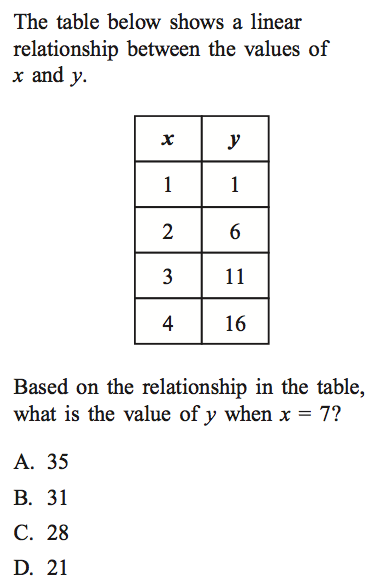 The table below shows a linear
relationship between the values of
x and y.
x y
1 1
2 6
3 11
4 16
Based on the relationship in the table,
what is the value of y when x = 7?
A. 35
B. 31
C. 28
D. 21